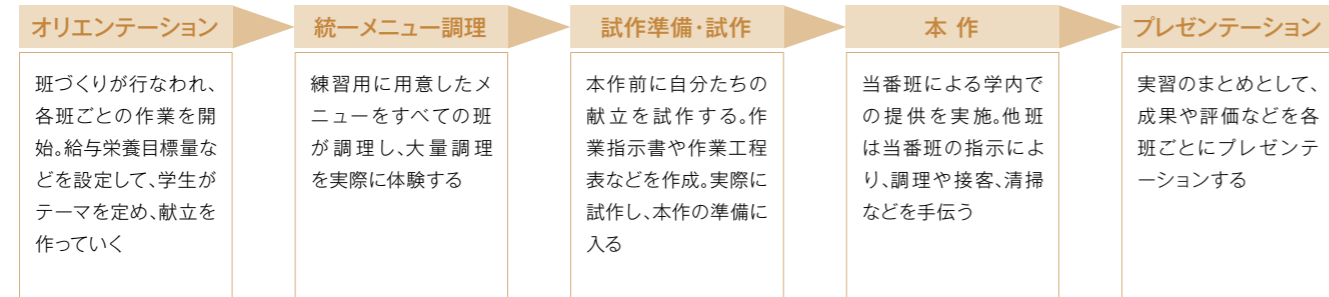 オリエンテーション
班づくりが行なわれ、
各班ごとの作業を開
始。給与栄養目標量な
どを設定して、学生が
テーマを定め、献立を
作っていく
統一メニュー調理
練習用に用意したメ
ニューをすべての班
が調理し、大量調理
を実際に体験する
試作準備・試作
本作前に自分たちの
献立を試作する。作
業指示書や作業工程
表などを作成。実際に
試作し、本作の準備に
入る
本 作
当番班による学内で
の提供を実施。他班
は当番班の指示によ
り、調理や接客、清掃
などを手伝う
プレゼンテーション
実習のまとめとして、
成果や評価などを各
班ごとにプレゼンテ
ーションする